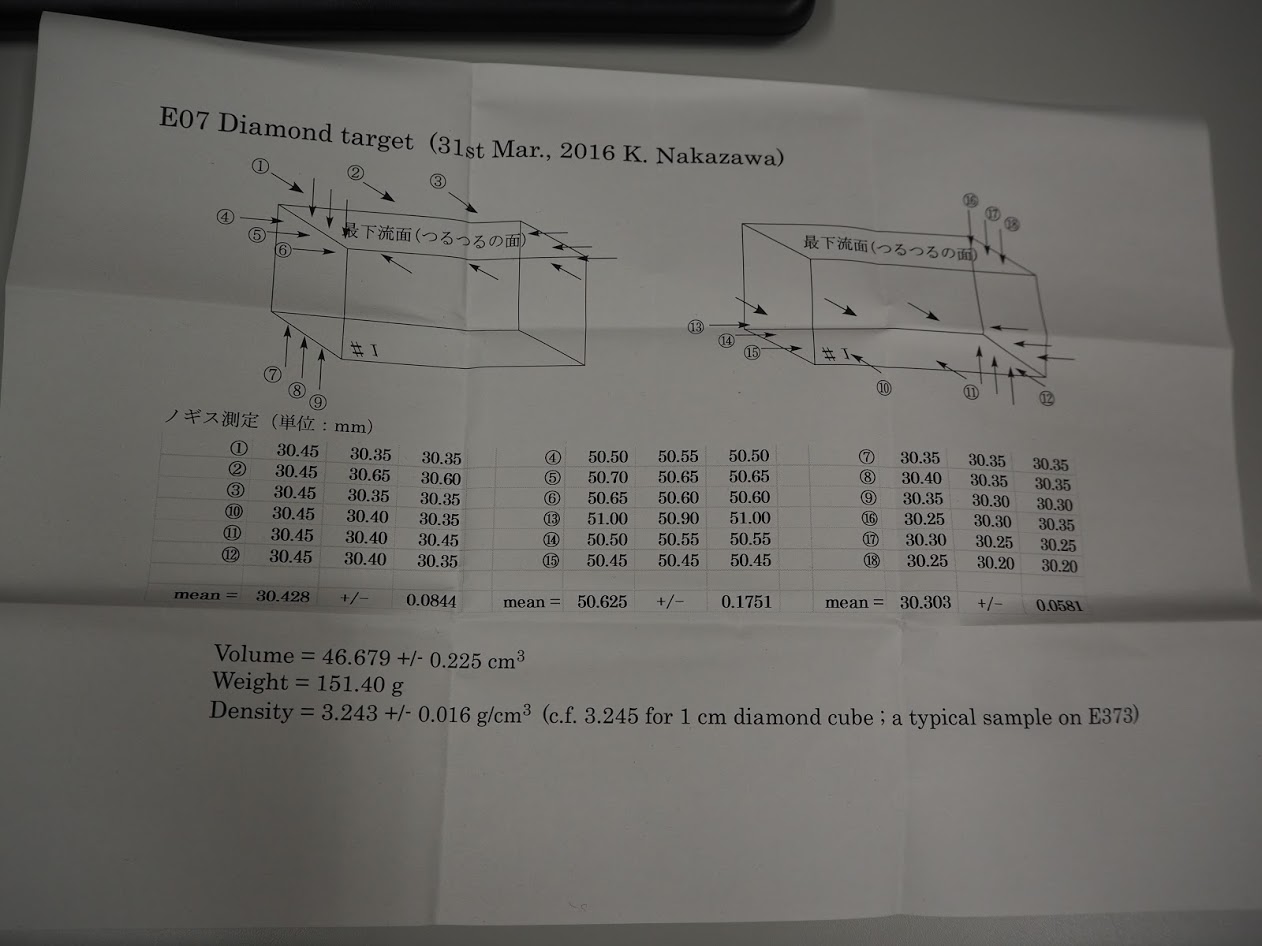 E07 Diamond target (31st Mar., 2016 K. Nakazawa)
① ② ③
④
⑤
⑥
最下流面(つるつるの面)
# I
⑦
⑧
⑨
⑯
⑰
⑱
最下流面(つるつるの面)
⑬
⑭
⑮
# I
⑩ ⑪ ⑫
ノギス測定 (単位:mm)
① 30.45 30.35 30.35 ④ 50.50 50.55 50.50 ⑦ 30.35 30.35 30.35
② 30.45 30.65 30.60 ⑤ 50.70 50.65 50.65 ⑧ 30.40 30.35 30.35
③ 30.45 30.35 30.35 ⑥ 50.65 50.60 50.60 ⑨ 30.35 30.30 30.30
⑩ 30.45 30.40 30.35 ⑬ 51.00 50.90 51.00 ⑯ 30.25 30.30 30.35
⑪ 30.45 30.40 30.45 ⑭ 50.50 50.55 50.55 ⑰ 30.30 30.25 30.25
⑫ 30.45 30.40 30.35 ⑮ 50.45 50.45 50.45 ⑱ 30.25 30.20 30.20
mean = 30.428 +/- 0.0844 mean = 50.625 +/- 0.1751 mean = 30.303 +/- 0.0581
Volume = 46.679 +/- 0.225 cm³
Weight = 151.40 g
Density = 3.243 +/- 0.016 g/cm³ (c.f. 3.245 for 1 cm diamond cube ; a typical sample on E373)